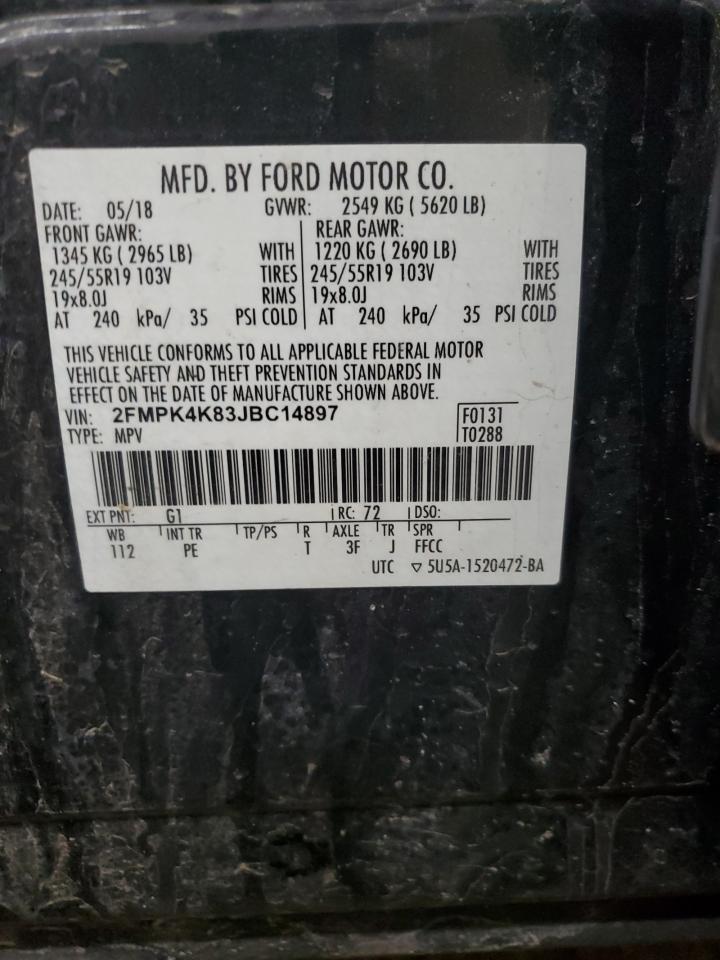 MFD. BY FORD MOTOR CO.
DATE: 05/18 GVWR: 2549 KG ( 5620 LB)
FRONT GAWR: REAR GAWR:
1345 KG ( 2965 LB) WITH 1220 KG ( 2690 LB) WITH
245/55R19 103V TIRES 245/55R19 103V TIRES
19x8.0J RIMS 19x8.0J RIMS
AT 240 kPa/ 35 PSI COLD AT 240 kPa/ 35 PSI COLD
THIS VEHICLE CONFORMS TO ALL APPLICABLE FEDERAL MOTOR
VEHICLE SAFETY AND THEFT PREVENTION STANDARDS IN
EFFECT ON THE DATE OF MANUFACTURE SHOWN ABOVE.
VIN: 2FMPK4K83JBC14897 F0131
TYPE: MPV T0288
EXT PNT: G1 RC: 72 DSO:
WB INT TR TP/PS R AXLE TR SPR
112 PE T 3F J FFCC
UTC ▽ 5U5A-1520472-BA